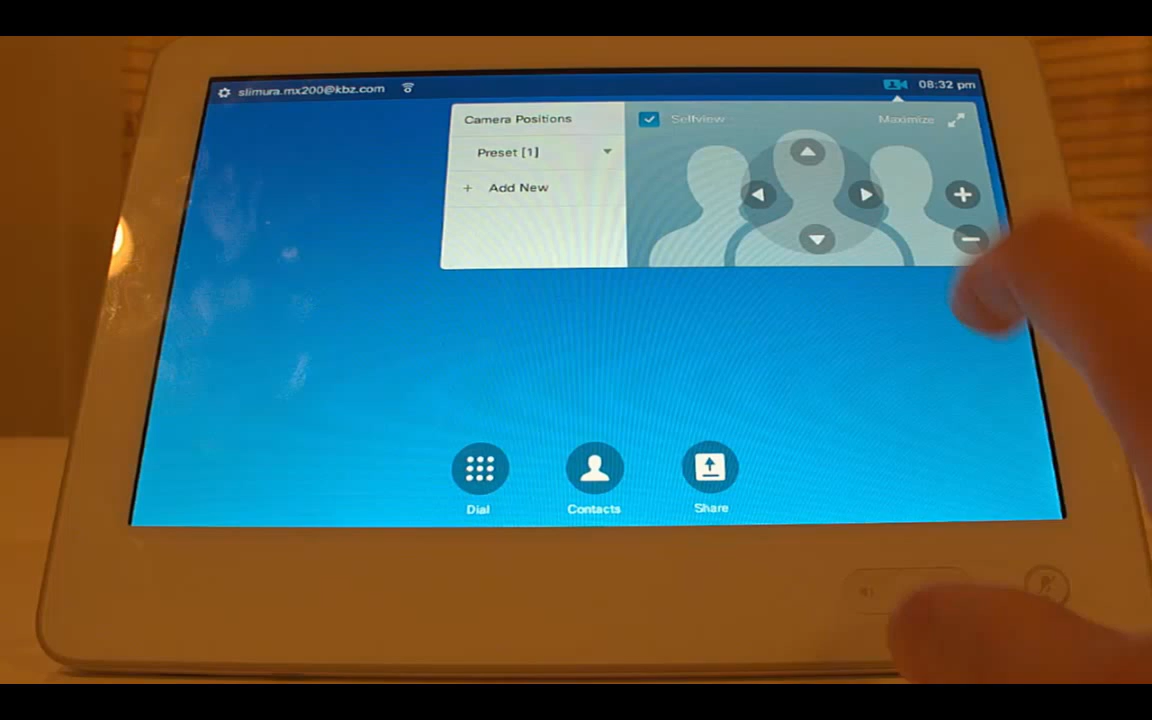 slimura.mx200@kbz.com
08:32 pm
Camera Positions
Selfview
Maximize
Preset [1]
+ Add New
Dial
Contacts
Share